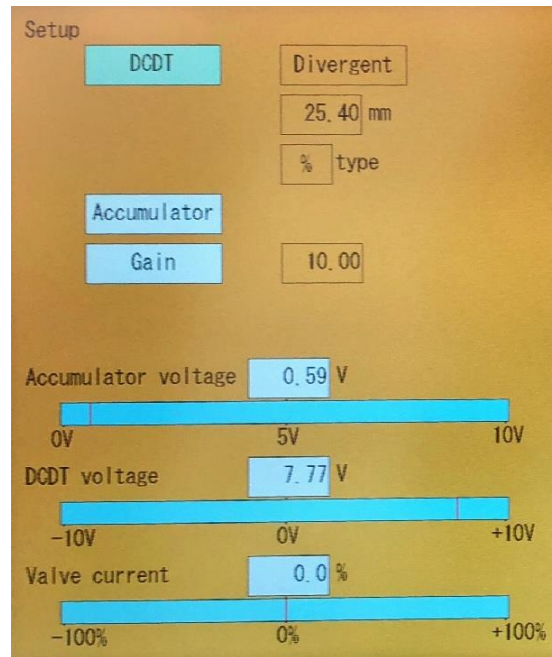 Setup
DCDT Divergent
25.40 mm
% type
Accumulator
Gain 10.00
Accumulator voltage 0.59 V
0V 5V 10V
DCDT voltage 7.77 V
-10V 0V +10V
Valve current 0.0 %
-100% 0% +100%